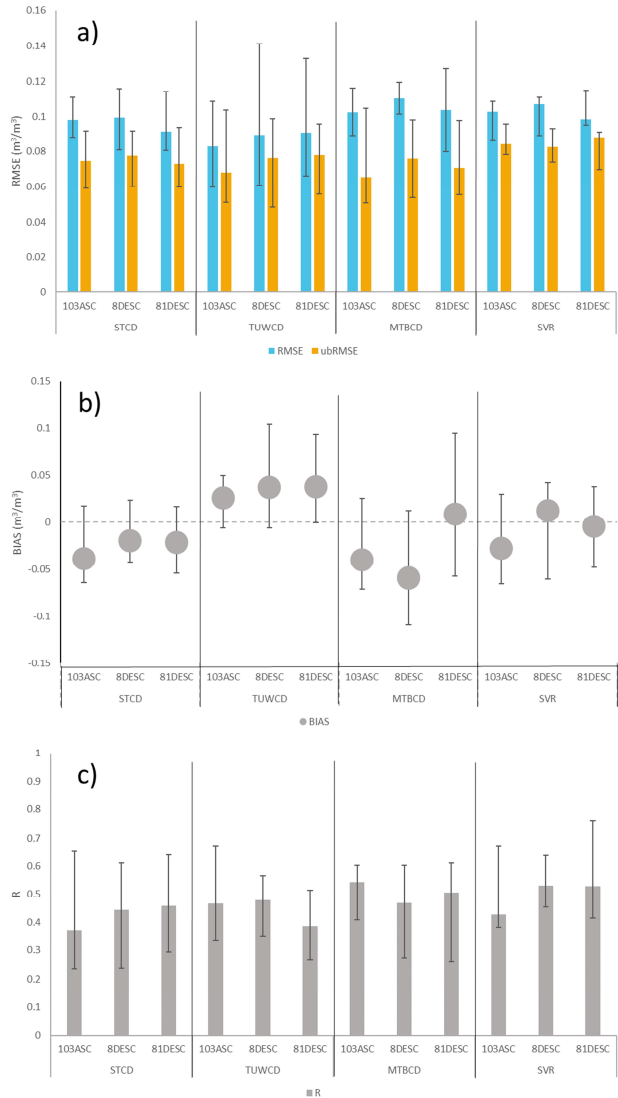 a)
0.16
0.14
0.12
0.1
0.08
0.06
0.04
0.02
0
RMSE (m³/m³)
103ASC 8DESC 81DESC 103ASC 8DESC 81DESC 103ASC 8DESC 81DESC 103ASC 8DESC 81DESC
STCD TUWCD MTBCD SVR
RMSE ubRMSE
b)
0.15
0.1
0.05
0
-0.05
-0.1
-0.15
BIAS (m³/m³)
103ASC 8DESC 81DESC 103ASC 8DESC 81DESC 103ASC 8DESC 81DESC 103ASC 8DESC 81DESC
STCD TUWCD MTBCD SVR
BIAS
c)
1
0.9
0.8
0.7
0.6
0.5
0.4
0.3
0.2
0.1
0
R
103ASC 8DESC 81DESC 103ASC 8DESC 81DESC 103ASC 8DESC 81DESC 103ASC 8DESC 81DESC
STCD TUWCD MTBCD SVR
R